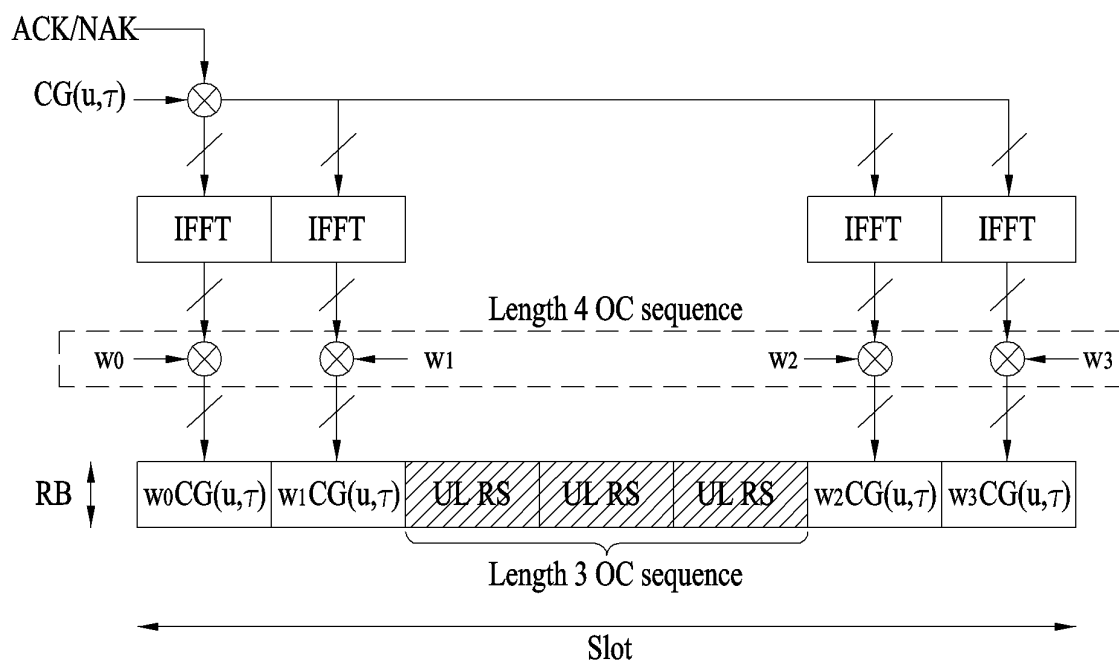 ACK/NAK
CG(u,τ)
IFFT IFFT IFFT IFFT
Length 4 OC sequence
w0 w1 w2 w3
RB w0CG(u,τ) w1CG(u,τ) UL RS UL RS UL RS w2CG(u,τ) w3CG(u,τ)
Length 3 OC sequence
Slot